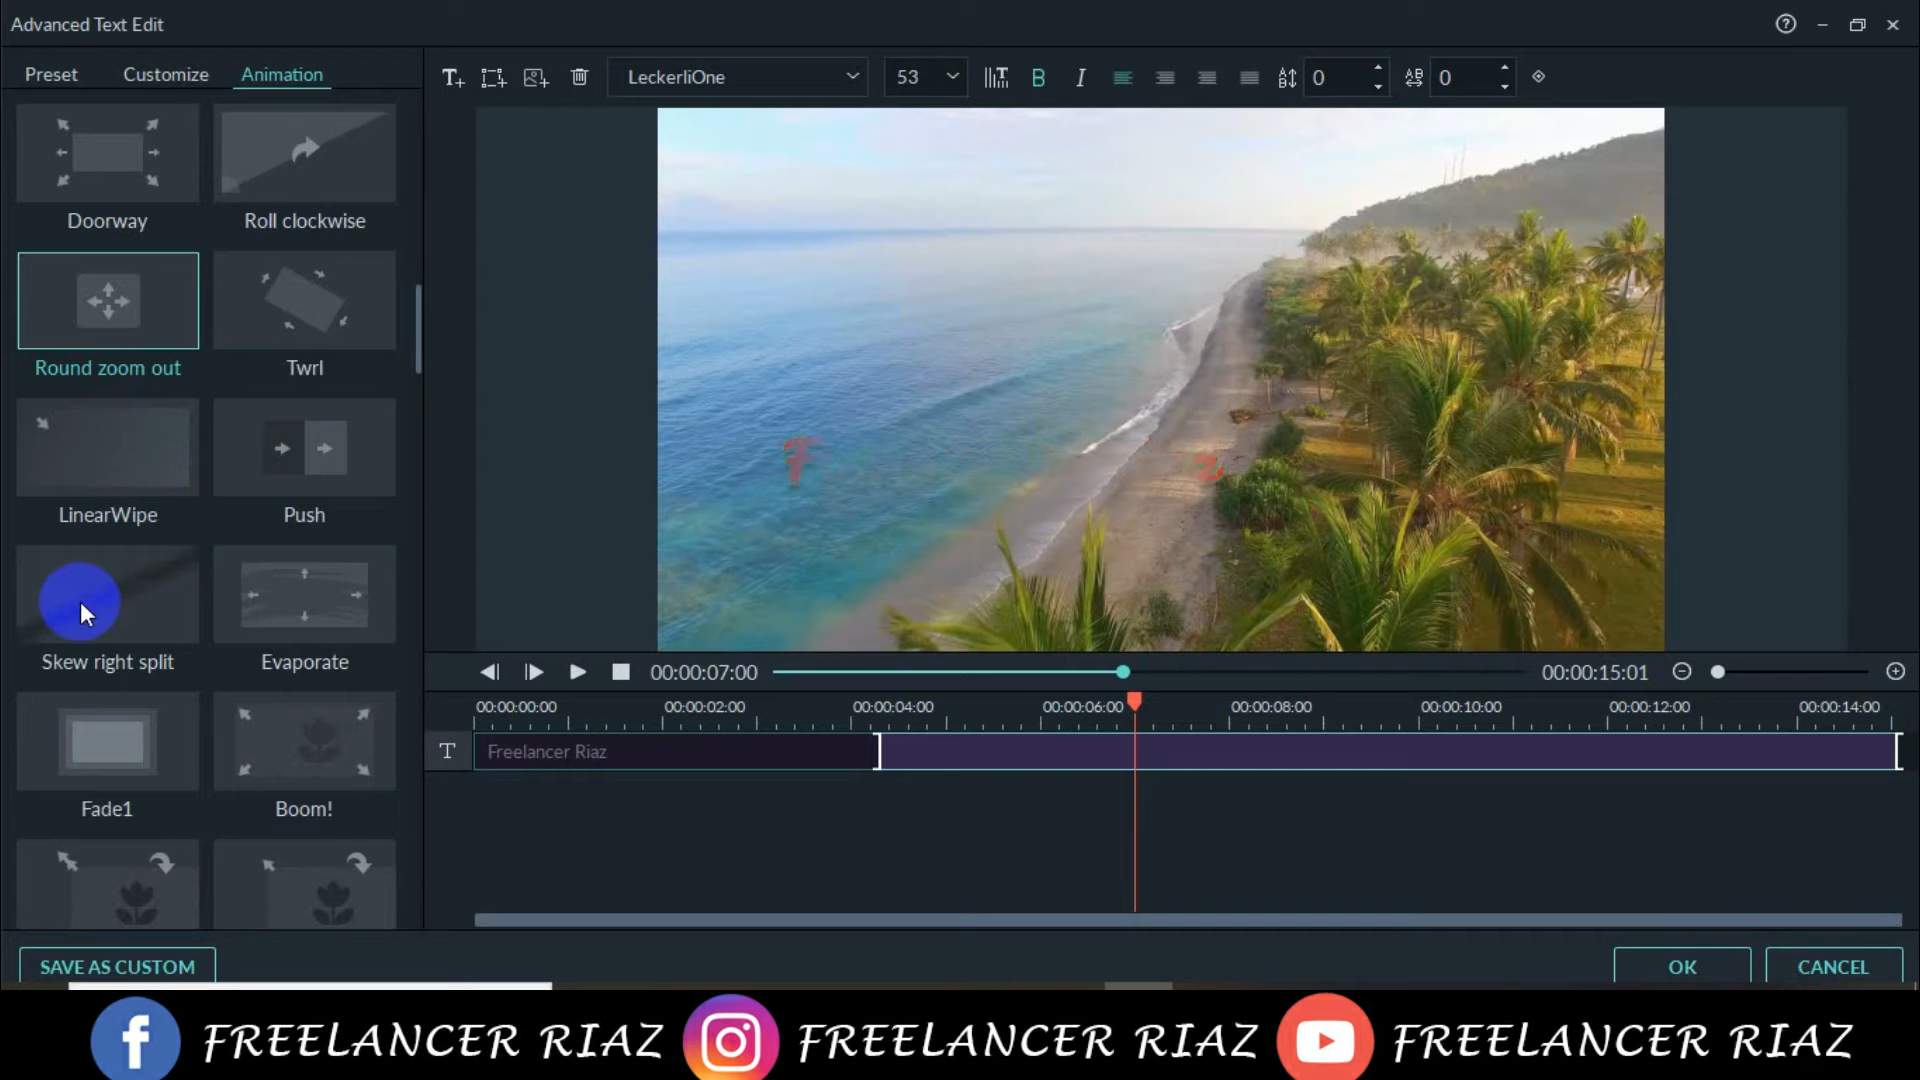 Advanced Text Edit
Preset Customize Animation
LeckerliOne 53 B I 0 0
Doorway Roll clockwise
Round zoom out Twrl
LinearWipe Push
Skew right split Evaporate
Fade1 Boom!
F z
00:00:07:00 00:00:15:01
00:00:00:00 00:00:02:00 00:00:04:00 00:00:06:00 00:00:08:00 00:00:10:00 00:00:12:00 00:00:14:00
T Freelancer Riaz
SAVE AS CUSTOM OK CANCEL
FREELANCER RIAZ FREELANCER RIAZ FREELANCER RIAZ